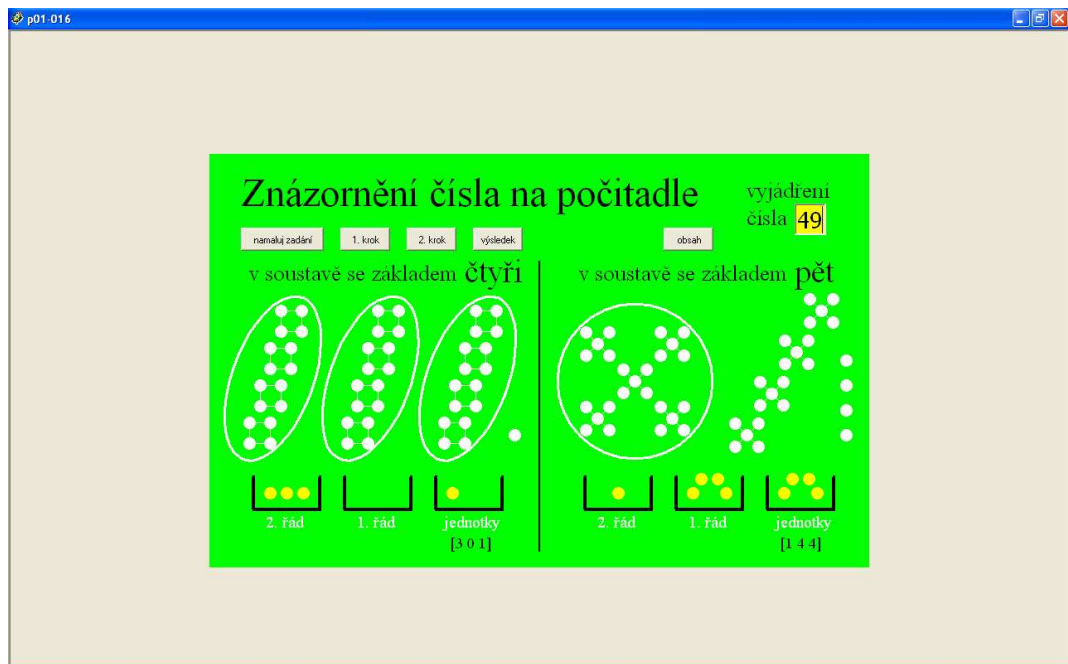 p01-016
Znázornění čísla na počitadle
vyjádření
čísla 49
namaluj zadání
1. krok
2. krok
výsledek
obsah
v soustavě se základem čtyři
v soustavě se základem pět
2. řád
1. řád
jednotky
[3 0 1]
2. řád
1. řád
jednotky
[1 4 4]